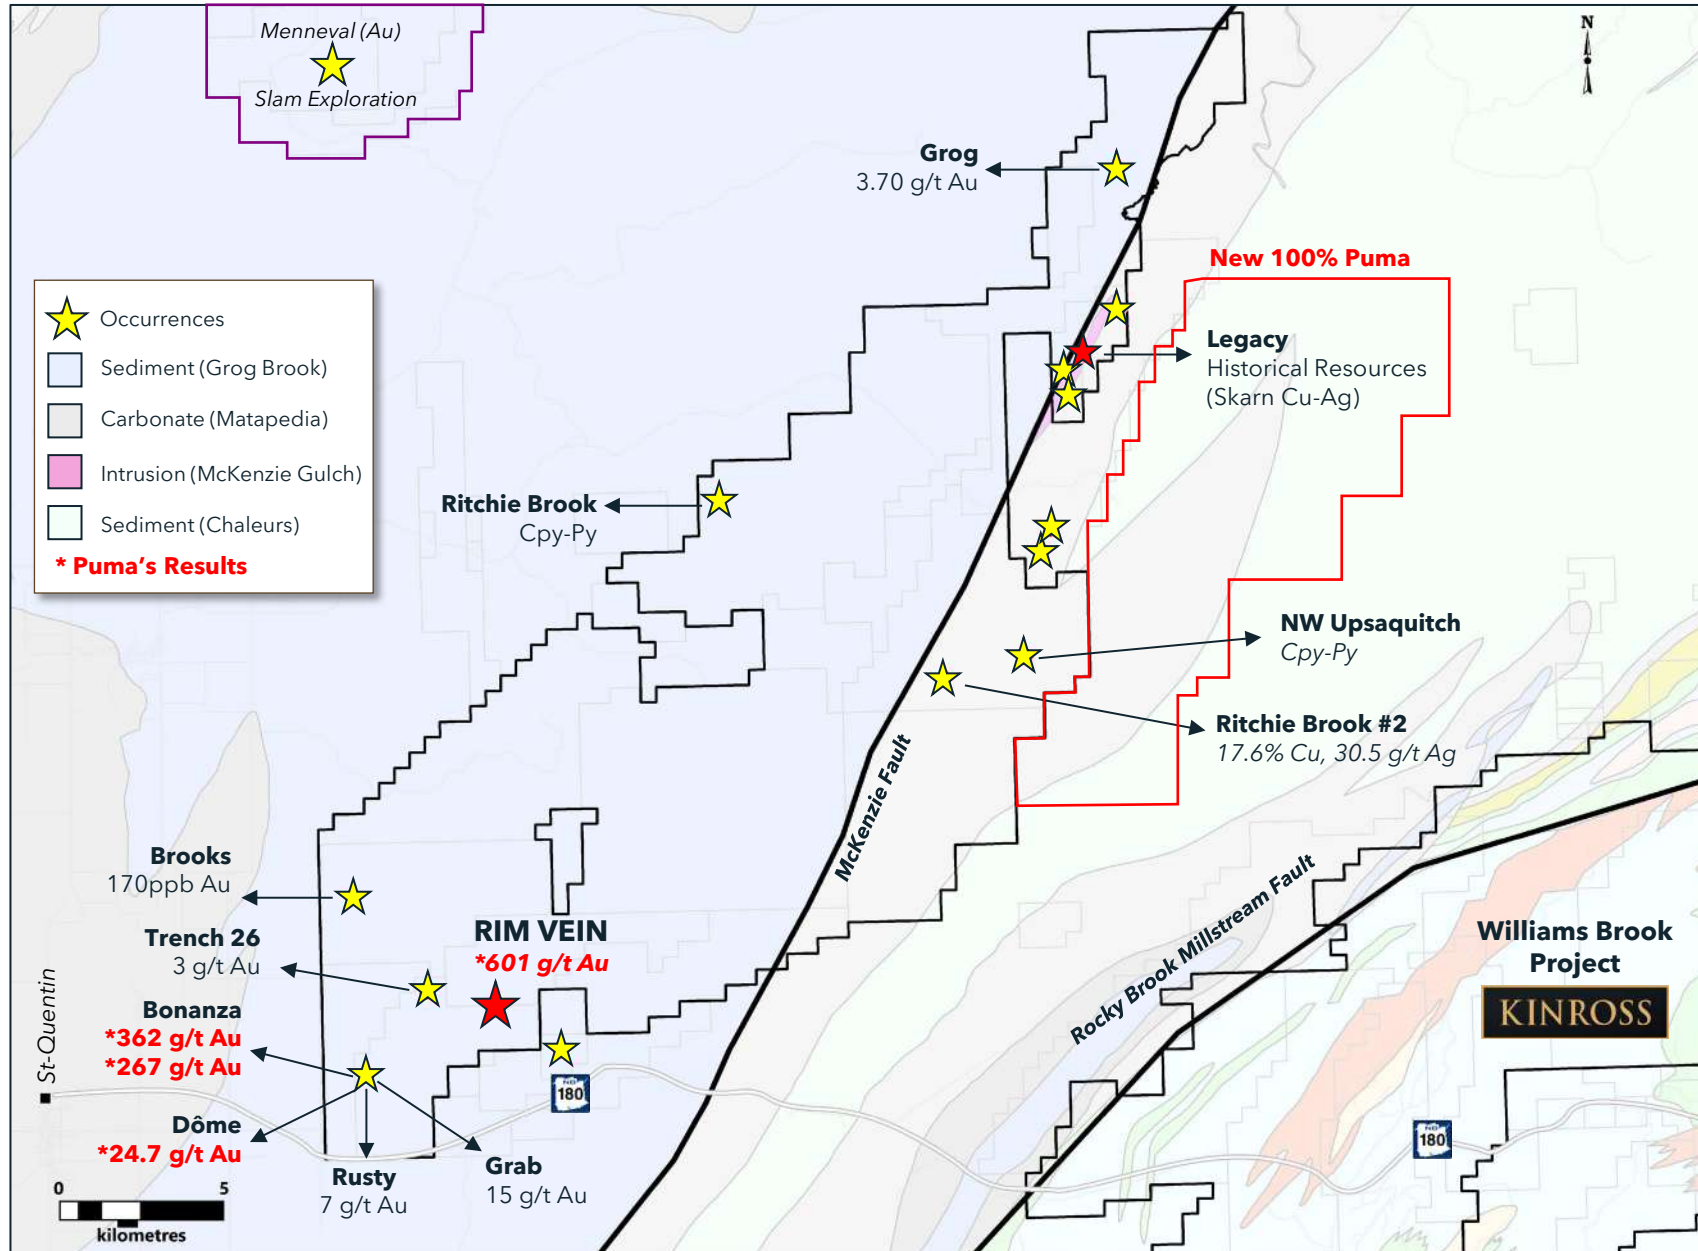 Menneval (Au)
Slam Exploration
N
Grog
3.70 g/t Au
New 100% Puma
Occurrences
Sediment (Grog Brook)
Carbonate (Matapedia)
Intrusion (McKenzie Gulch)
Sediment (Chaleurs)
* Puma's Results
Legacy
Historical Resources
(Skarn Cu-Ag)
Ritchie Brook
Cpy-Py
NW Upsaquitch
Cpy-Py
Ritchie Brook #2
17.6% Cu, 30.5 g/t Ag
McKenzie Fault
Brooks
170ppb Au
Trench 26
3 g/t Au
RIM VEIN
*601 g/t Au
Bonanza
*362 g/t Au
*267 g/t Au
Rocky Brook Millstream Fault
Williams Brook
Project
KINROSS
St-Quentin
NB
180
NB
180
Dôme
*24.7 g/t Au
Rusty
7 g/t Au
Grab
15 g/t Au
0 5
kilometres